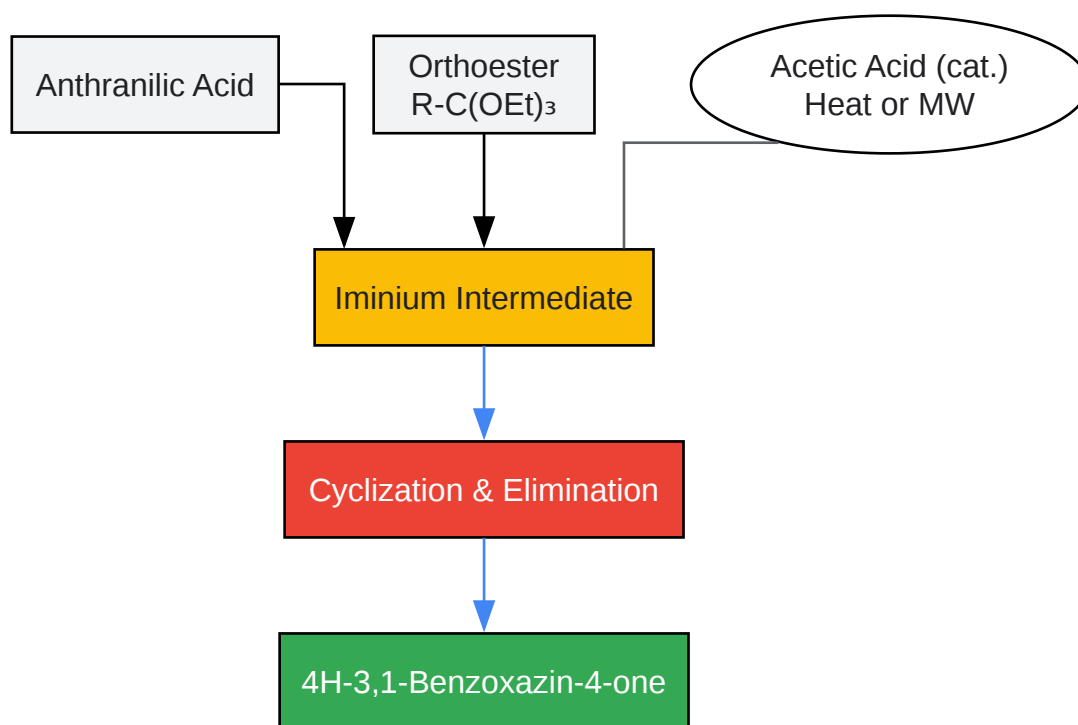 Anthranilic Acid
Orthoester
R-C(OEt)₃
Acetic Acid (cat.)
Heat or MW
Iminium Intermediate
Cyclization & Elimination
4H-3,1-Benzoxazin-4-one